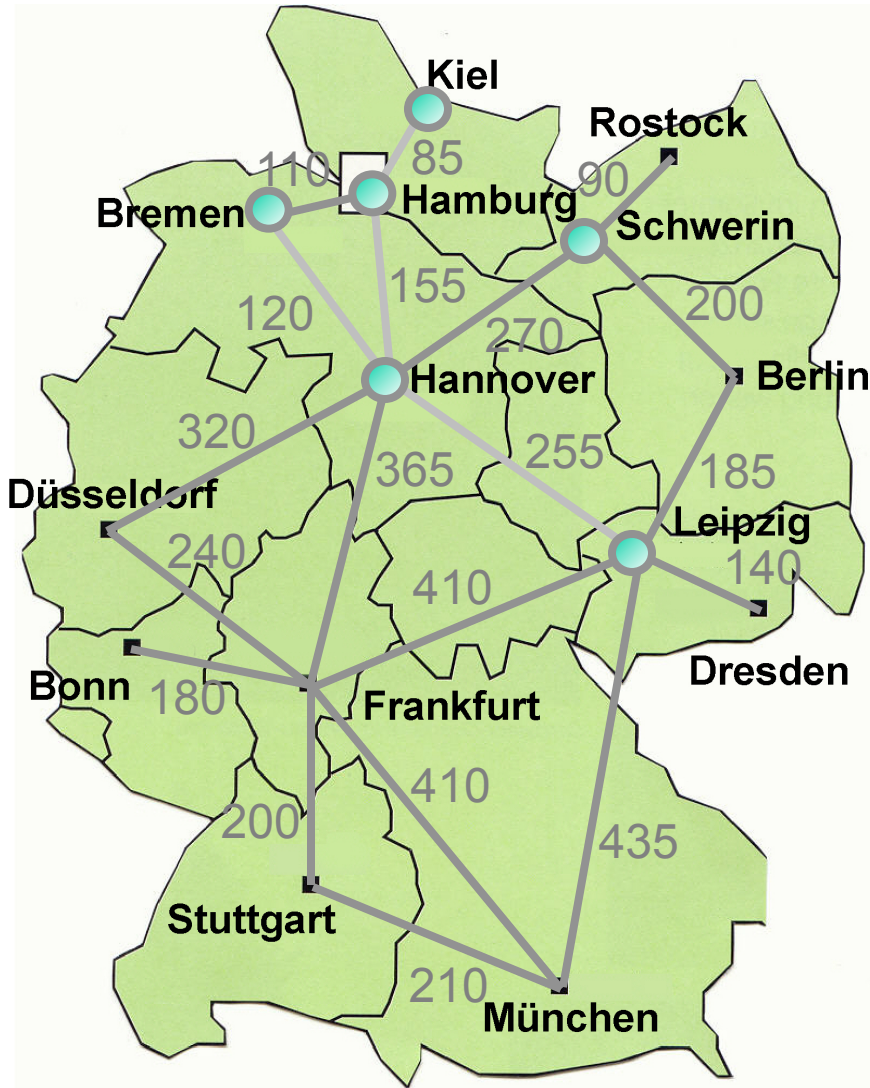 Kiel
Rostock
110
85
90
Bremen
Hamburg
Schwerin
120
155
200
270
Hannover
Berlin
320
365
255
185
Düsseldorf
Leipzig
240
410
140
Bonn
180
Frankfurt
Dresden
410
200
435
Stuttgart
210
München